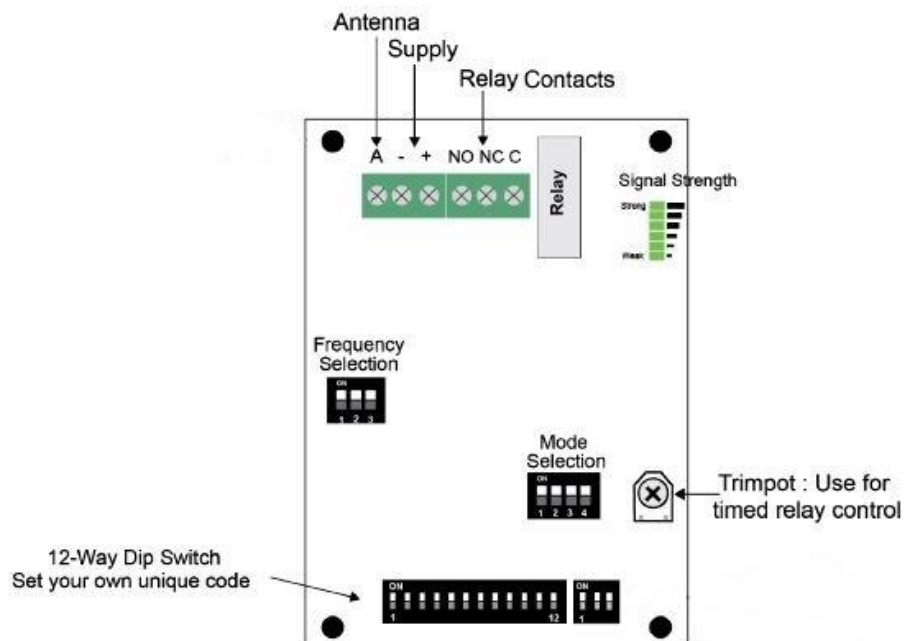 Antenna
Supply
Relay Contacts
A - + NO NC C
Relay
Signal Strength
Strong
Weak
Frequency
Selection
ON
1 2 3
Mode
Selection
ON
1 2 3 4
Trimpot : Use for
timed relay control
12-Way Dip Switch
Set your own unique code
ON
1 12
ON
1